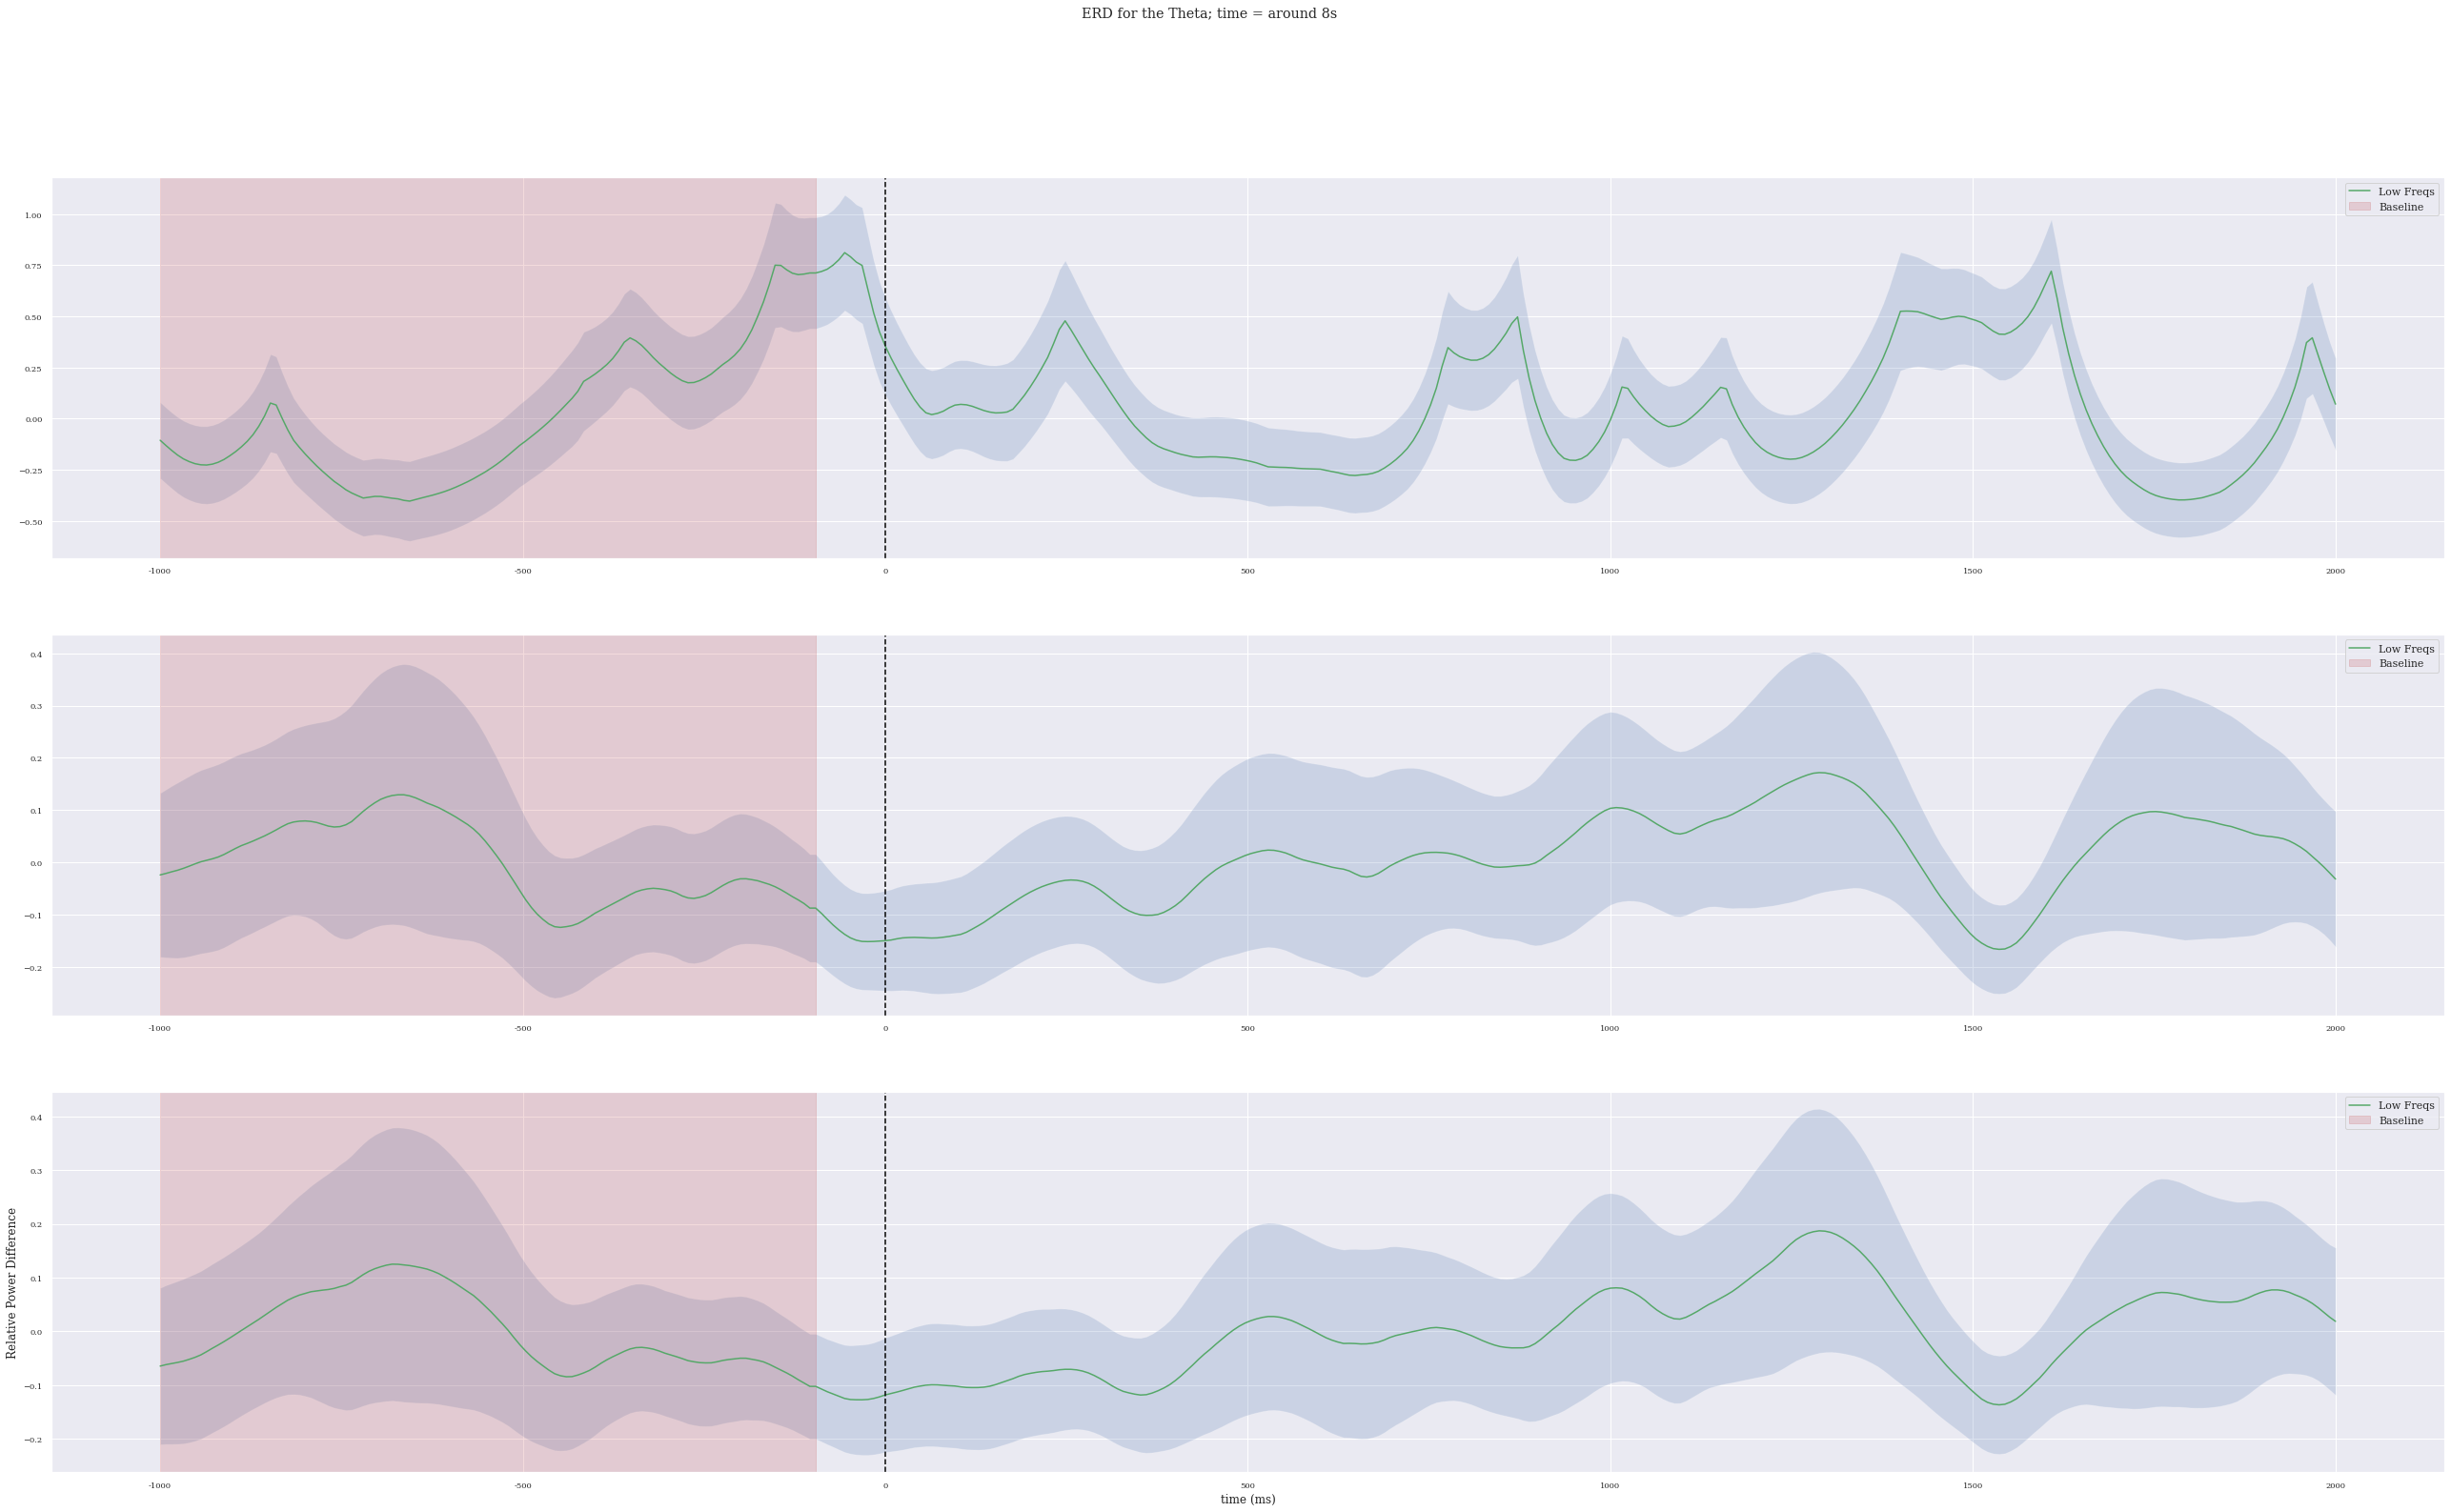 ERD for the Theta; time = around 8s
Low Freqs
Baseline
1.00
0.75
0.50
0.25
0.00
−0.25
−0.50
-1000 -500 0 500 1000 1500 2000
Low Freqs
Baseline
0.4
0.3
0.2
0.1
0.0
−0.1
−0.2
-1000 -500 0 500 1000 1500 2000
Low Freqs
Baseline
Relative Power Difference
0.4
0.3
0.2
0.1
0.0
−0.1
−0.2
-1000 -500 0 500 1000 1500 2000
time (ms)